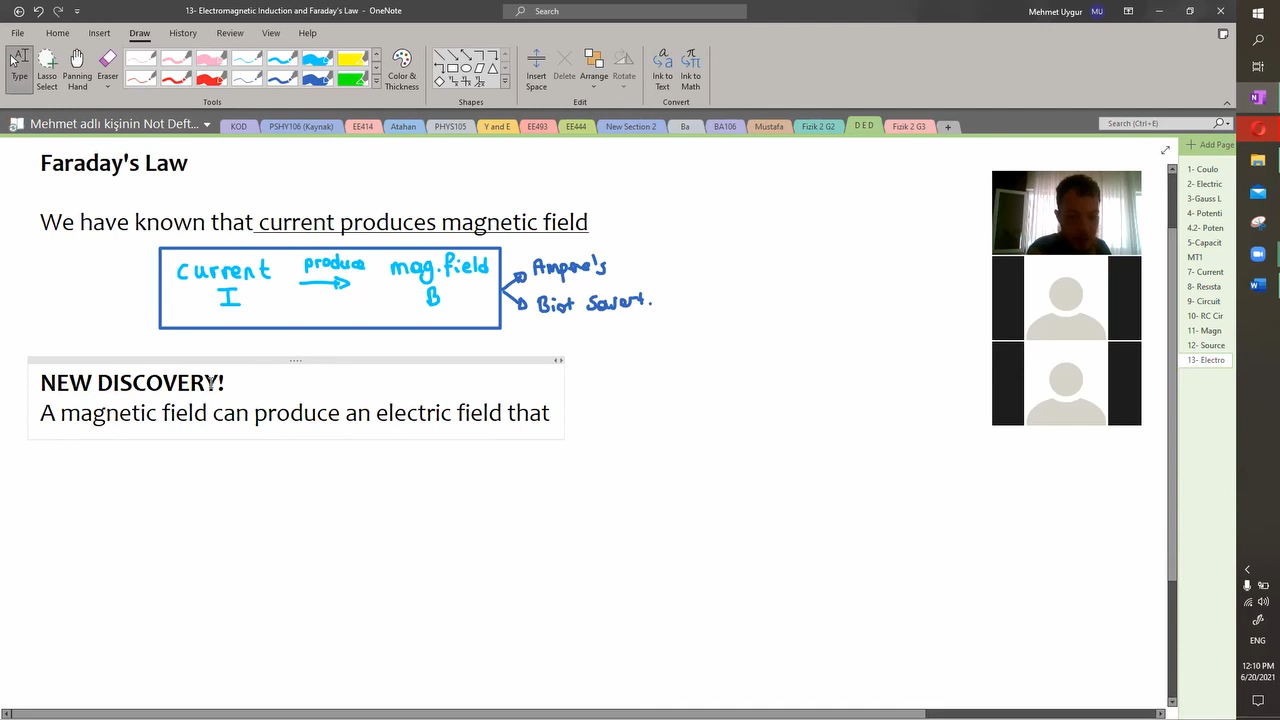 13- Electromagnetic Induction and Faraday's Law - OneNote
Search
Mehmet Uygur
MU
File
Home
Insert
Draw
History
Review
View
Help
Type
Lasso Select
Panning Hand
Eraser
Color & Thickness
Insert Space
Delete
Arrange
Rotate
Ink to Text
Ink to Math
Tools
Shapes
Edit
Convert
Mehmet adlı kişinin Not Deft...
KOD
PSHY106 (Kaynak)
EE414
Atahan
PHYS105
Y and E
EE493
EE444
New Section 2
Ba
BA106
Mustafa
Fizik 2 G2
D E D
Fizik 2 G3
+
Search (Ctrl+E)
Add Page
Faraday's Law
We have known that current produces magnetic field
current produce mag.field
I B
Ampere's
Biot Savart.
NEW DISCOVERY!
A magnetic field can produce an electric field that
1- Coulo
2- Electric
3-Gauss L
4- Potenti
4.2- Poten
5-Capacit
MT1
7- Current
8- Resista
9- Circuit
10- RC Cir
11- Magn
12- Source
13- Electro
ENG
12:10 PM
6/20/2021